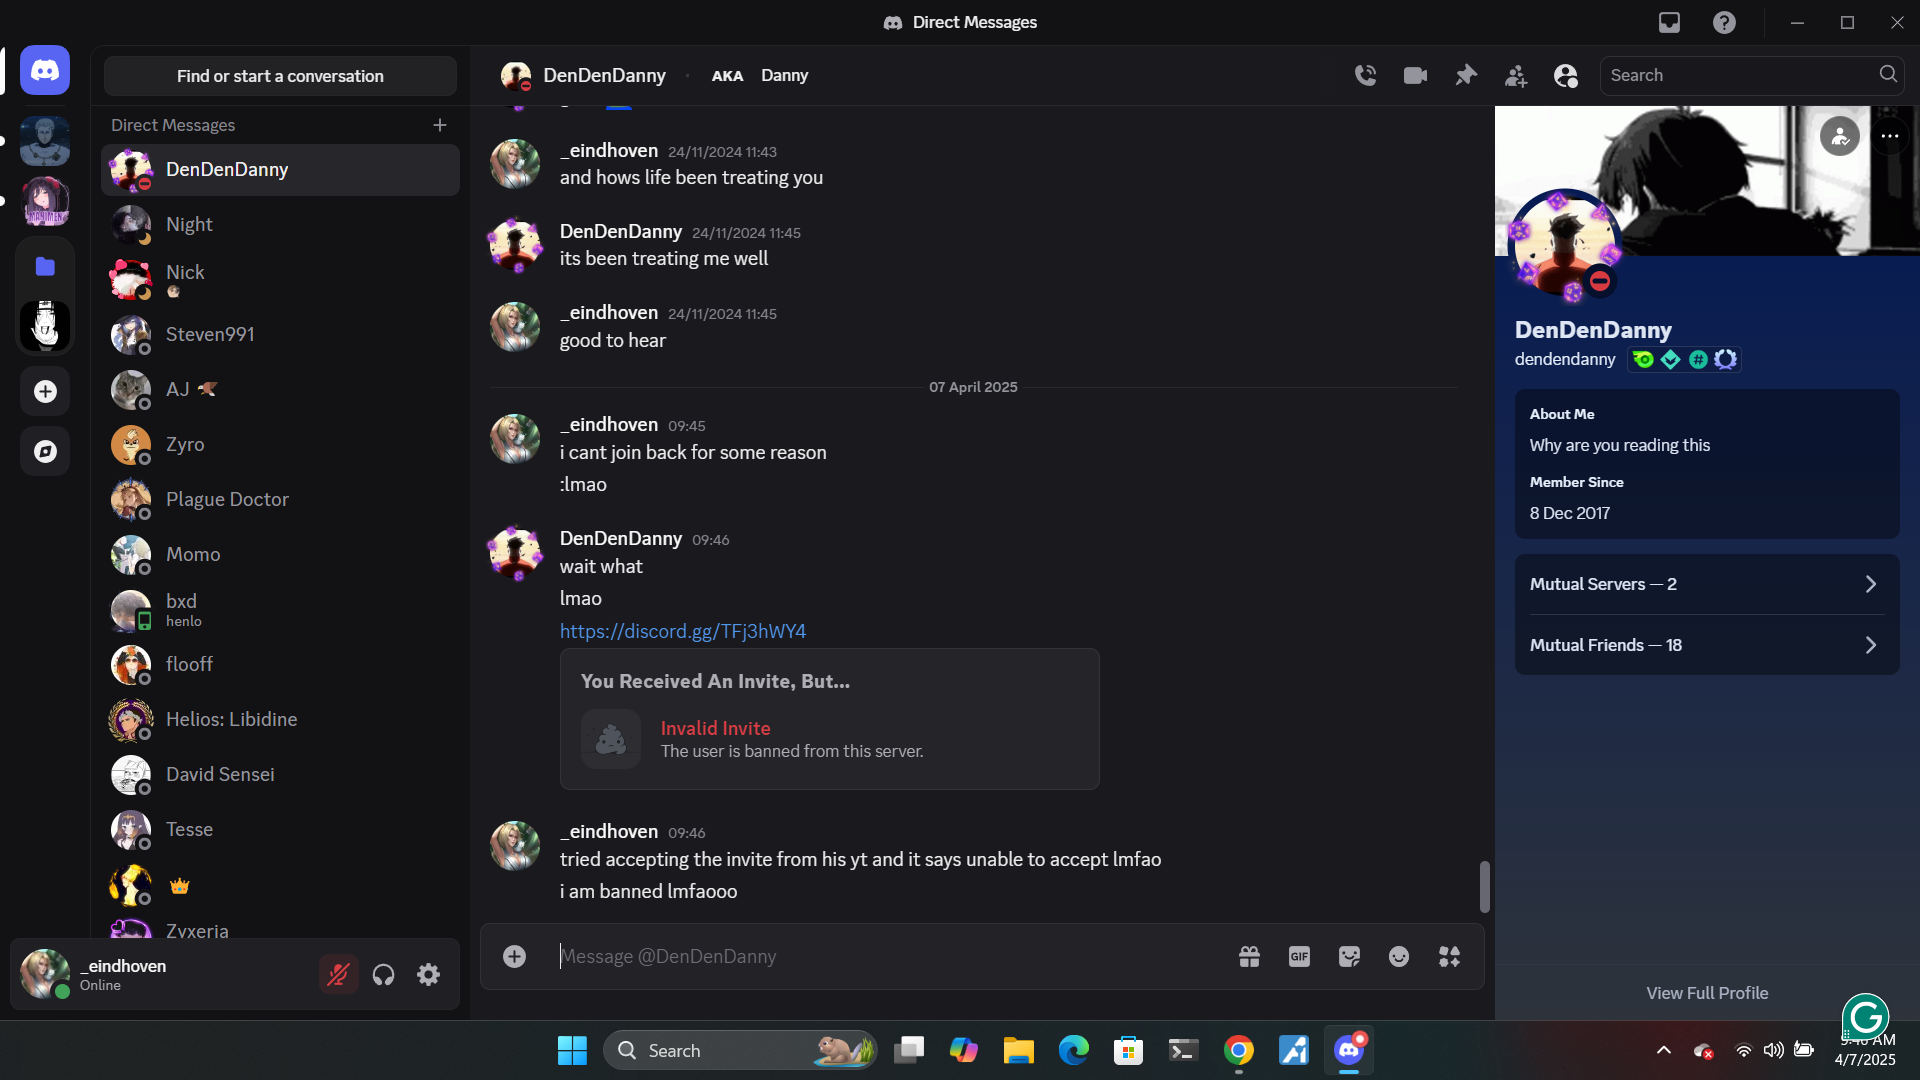 Direct Messages
Find or start a conversation
Direct Messages
DenDenDanny
Night
Nick
Steven991
AJ
Zyro
Plague Doctor
Momo
bxd
henlo
flooff
Helios: Libidine
David Sensei
Tesse
Zyxeria
_eindhoven
Online
DenDenDanny
AKA Danny
Search
_eindhoven 24/11/2024 11:43
and hows life been treating you
DenDenDanny 24/11/2024 11:45
its been treating me well
_eindhoven 24/11/2024 11:45
good to hear
07 April 2025
_eindhoven 09:45
i cant join back for some reason
:lmao
DenDenDanny 09:46
wait what
lmao
https://discord.gg/TFj3hWY4
You Received An Invite, But...
Invalid Invite
The user is banned from this server.
_eindhoven 09:46
tried accepting the invite from his yt and it says unable to accept lmfao
i am banned lmfaooo
Message @DenDenDanny
GIF
DenDenDanny
dendendanny
About Me
Why are you reading this
Member Since
8 Dec 2017
Mutual Servers — 2
Mutual Friends — 18
View Full Profile
Search
4/7/2025